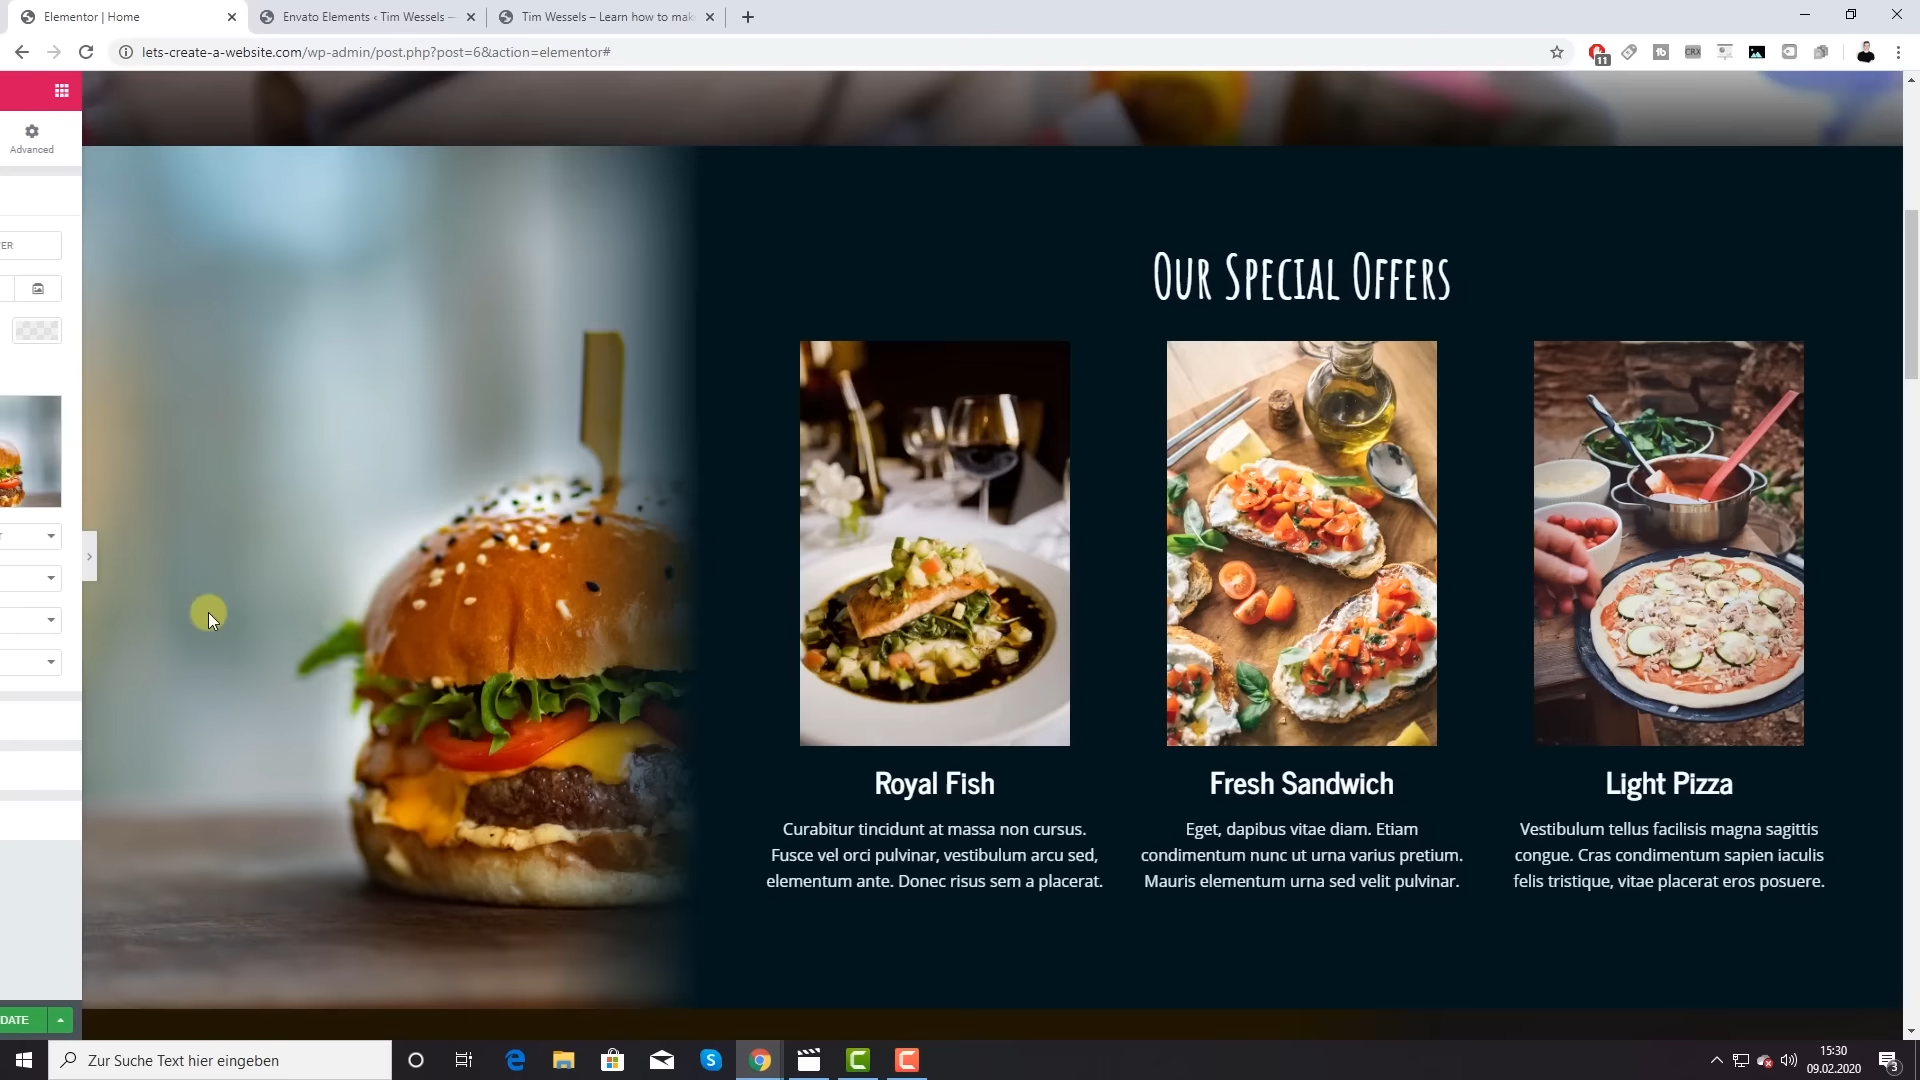 Elementor | Home
Envato Elements ‹ Tim Wessels —
Tim Wessels – Learn how to mak
lets-create-a-website.com/wp-admin/post.php?post=6&action=elementor#
11
Advanced
Our Special Offers
Royal Fish
Fresh Sandwich
Light Pizza
Curabitur tincidunt at massa non cursus.
Fusce vel orci pulvinar, vestibulum arcu sed,
elementum ante. Donec risus sem a placerat.
Eget, dapibus vitae diam. Etiam
condimentum nunc ut urna varius pretium.
Mauris elementum urna sed velit pulvinar.
Vestibulum tellus facilisis magna sagittis
congue. Cras condimentum sapien iaculis
felis tristique, vitae placerat eros posuere.
DATE
Zur Suche Text hier eingeben
15:30
09.02.2020
3